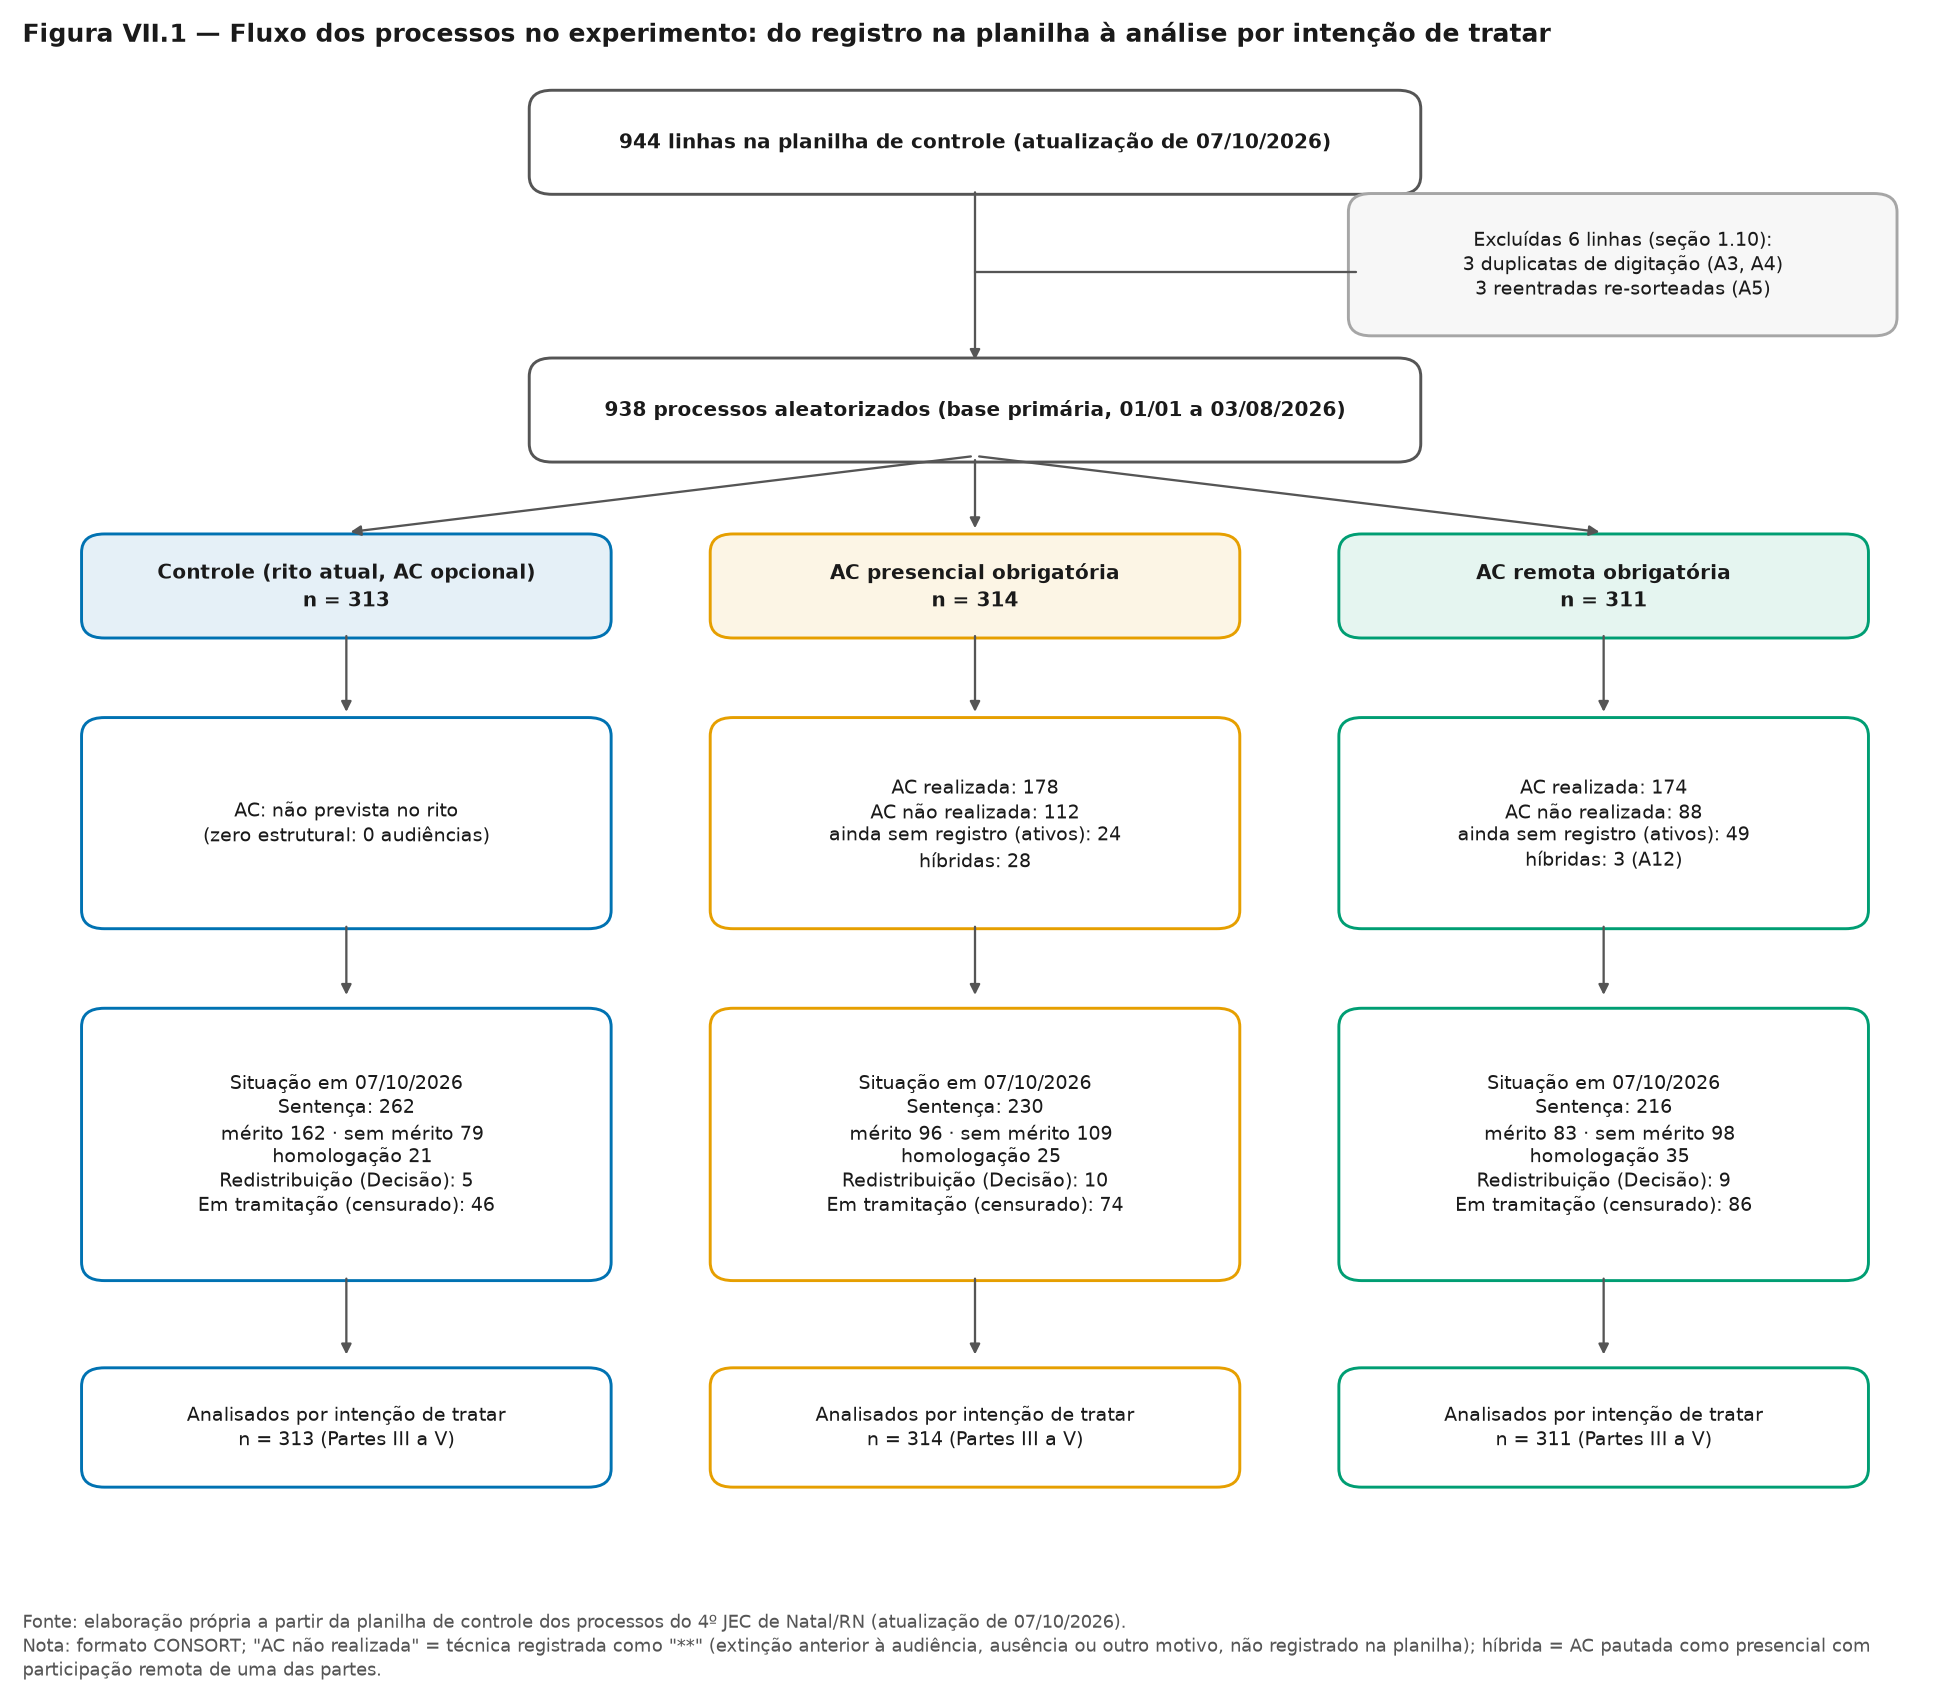 Figura VII.1 — Fluxo dos processos no experimento: do registro na planilha à análise por intenção de tratar
944 linhas na planilha de controle (atualização de 07/10/2026)
Excluídas 6 linhas (seção 1.10):
3 duplicatas de digitação (A3, A4)
3 reentradas re-sorteadas (A5)
938 processos aleatorizados (base primária, 01/01 a 03/08/2026)
Controle (rito atual, AC opcional)
n = 313
AC presencial obrigatória
n = 314
AC remota obrigatória
n = 311
AC: não prevista no rito
(zero estrutural: 0 audiências)
AC realizada: 178
AC não realizada: 112
ainda sem registro (ativos): 24
híbridas: 28
AC realizada: 174
AC não realizada: 88
ainda sem registro (ativos): 49
híbridas: 3 (A12)
Situação em 07/10/2026
Sentença: 262
mérito 162 · sem mérito 79
homologação 21
Redistribuição (Decisão): 5
Em tramitação (censurado): 46
Situação em 07/10/2026
Sentença: 230
mérito 96 · sem mérito 109
homologação 25
Redistribuição (Decisão): 10
Em tramitação (censurado): 74
Situação em 07/10/2026
Sentença: 216
mérito 83 · sem mérito 98
homologação 35
Redistribuição (Decisão): 9
Em tramitação (censurado): 86
Analisados por intenção de tratar
n = 313 (Partes III a V)
Analisados por intenção de tratar
n = 314 (Partes III a V)
Analisados por intenção de tratar
n = 311 (Partes III a V)
Fonte: elaboração própria a partir da planilha de controle dos processos do 4º JEC de Natal/RN (atualização de 07/10/2026).
Nota: formato CONSORT; "AC não realizada" = técnica registrada como "**" (extinção anterior à audiência, ausência ou outro motivo, não registrado na planilha); híbrida = AC pautada como presencial com
participação remota de uma das partes.